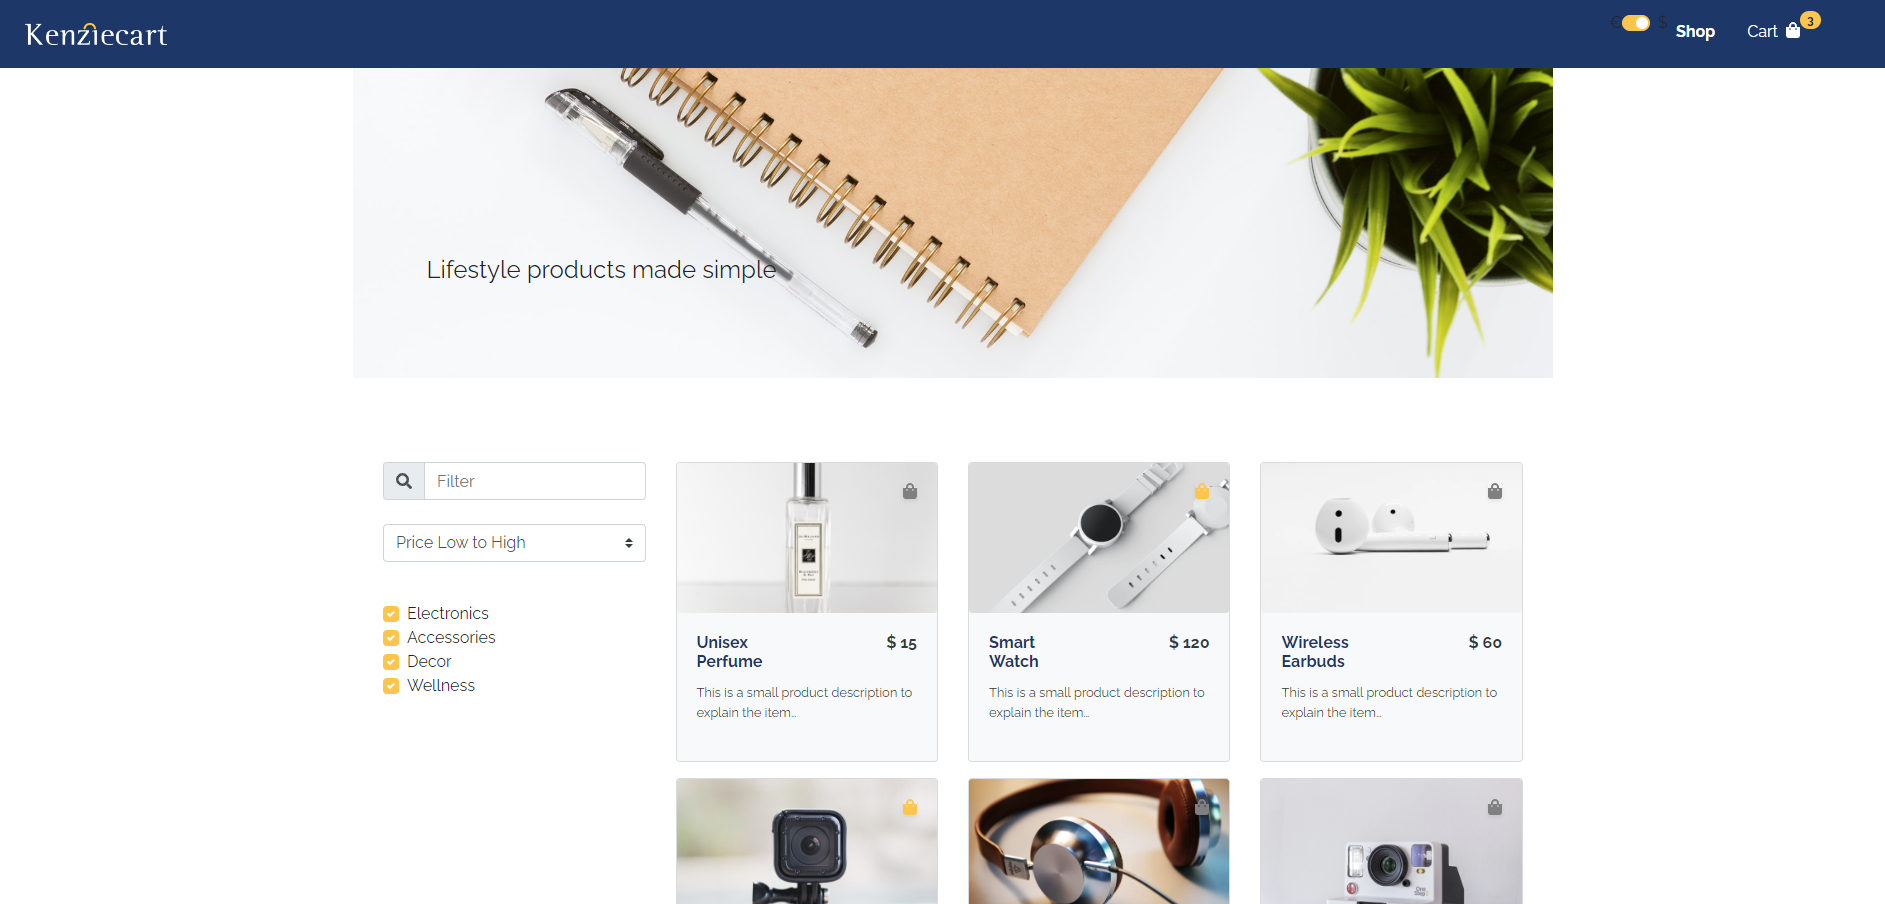 Kenziecart
€ $ Shop Cart 3
Lifestyle products made simple
Filter
Price Low to High
Electronics
Accessories
Decor
Wellness
Unisex Perfume
$ 15
This is a small product description to
explain the item...
Smart Watch
$ 120
This is a small product description to
explain the item...
Wireless Earbuds
$ 60
This is a small product description to
explain the item...